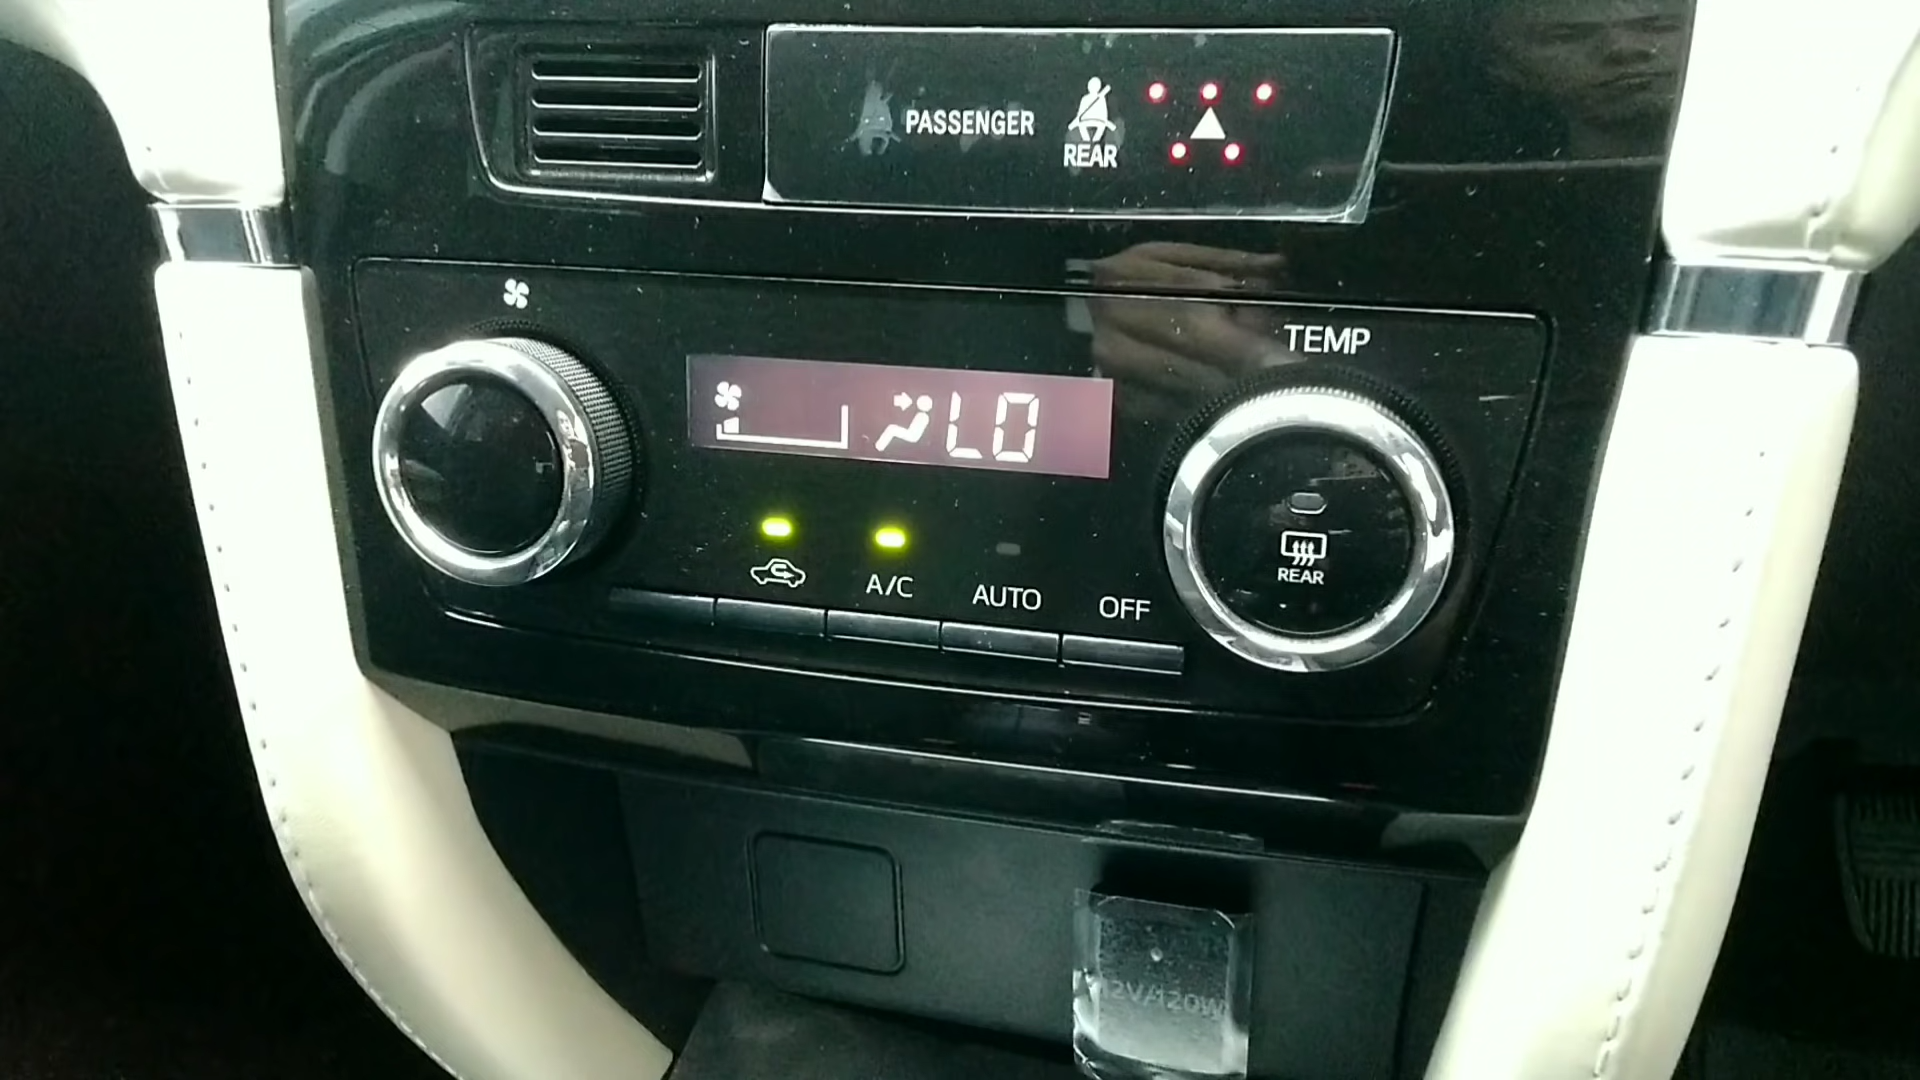 PASSENGER
REAR
TEMP
LO
REAR
A/C
AUTO
OFF
12V/120W